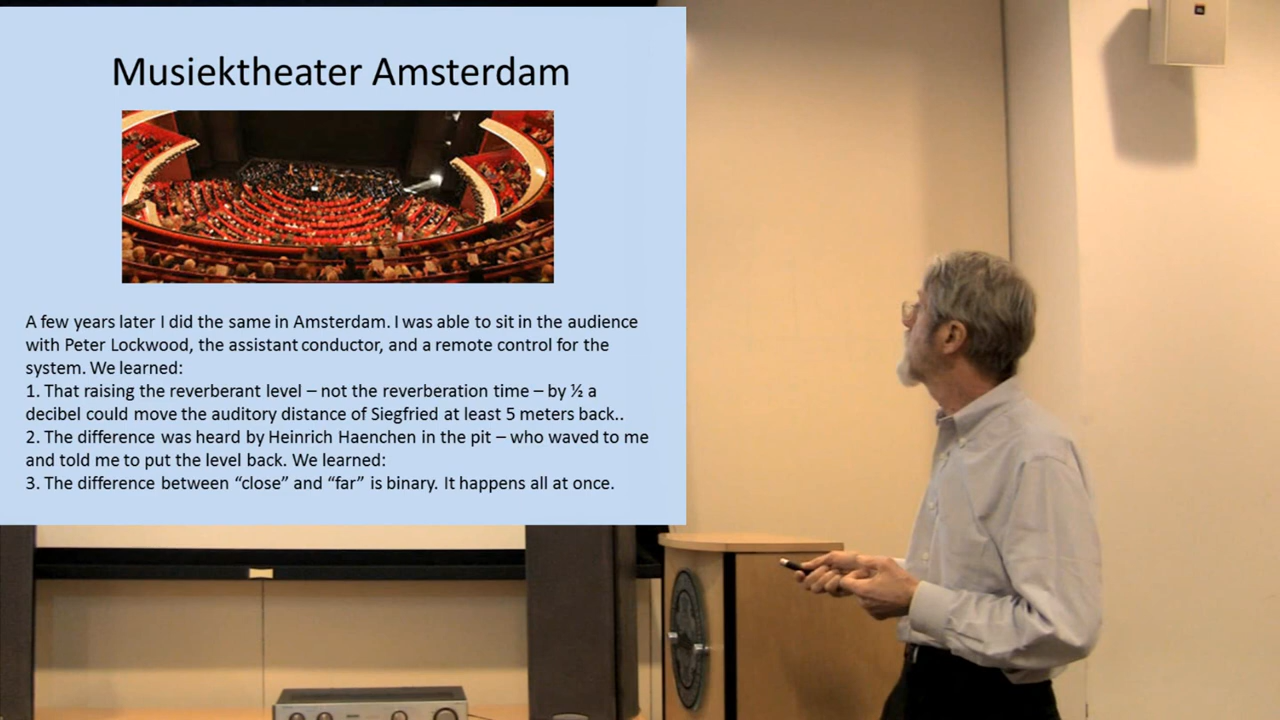 Musiektheater Amsterdam
A few years later I did the same in Amsterdam. I was able to sit in the audience
with Peter Lockwood, the assistant conductor, and a remote control for the
system. We learned:
1. That raising the reverberant level – not the reverberation time – by ½ a
decibel could move the auditory distance of Siegfried at least 5 meters back..
2. The difference was heard by Heinrich Haenchen in the pit – who waved to me
and told me to put the level back. We learned:
3. The difference between “close” and “far” is binary. It happens all at once.